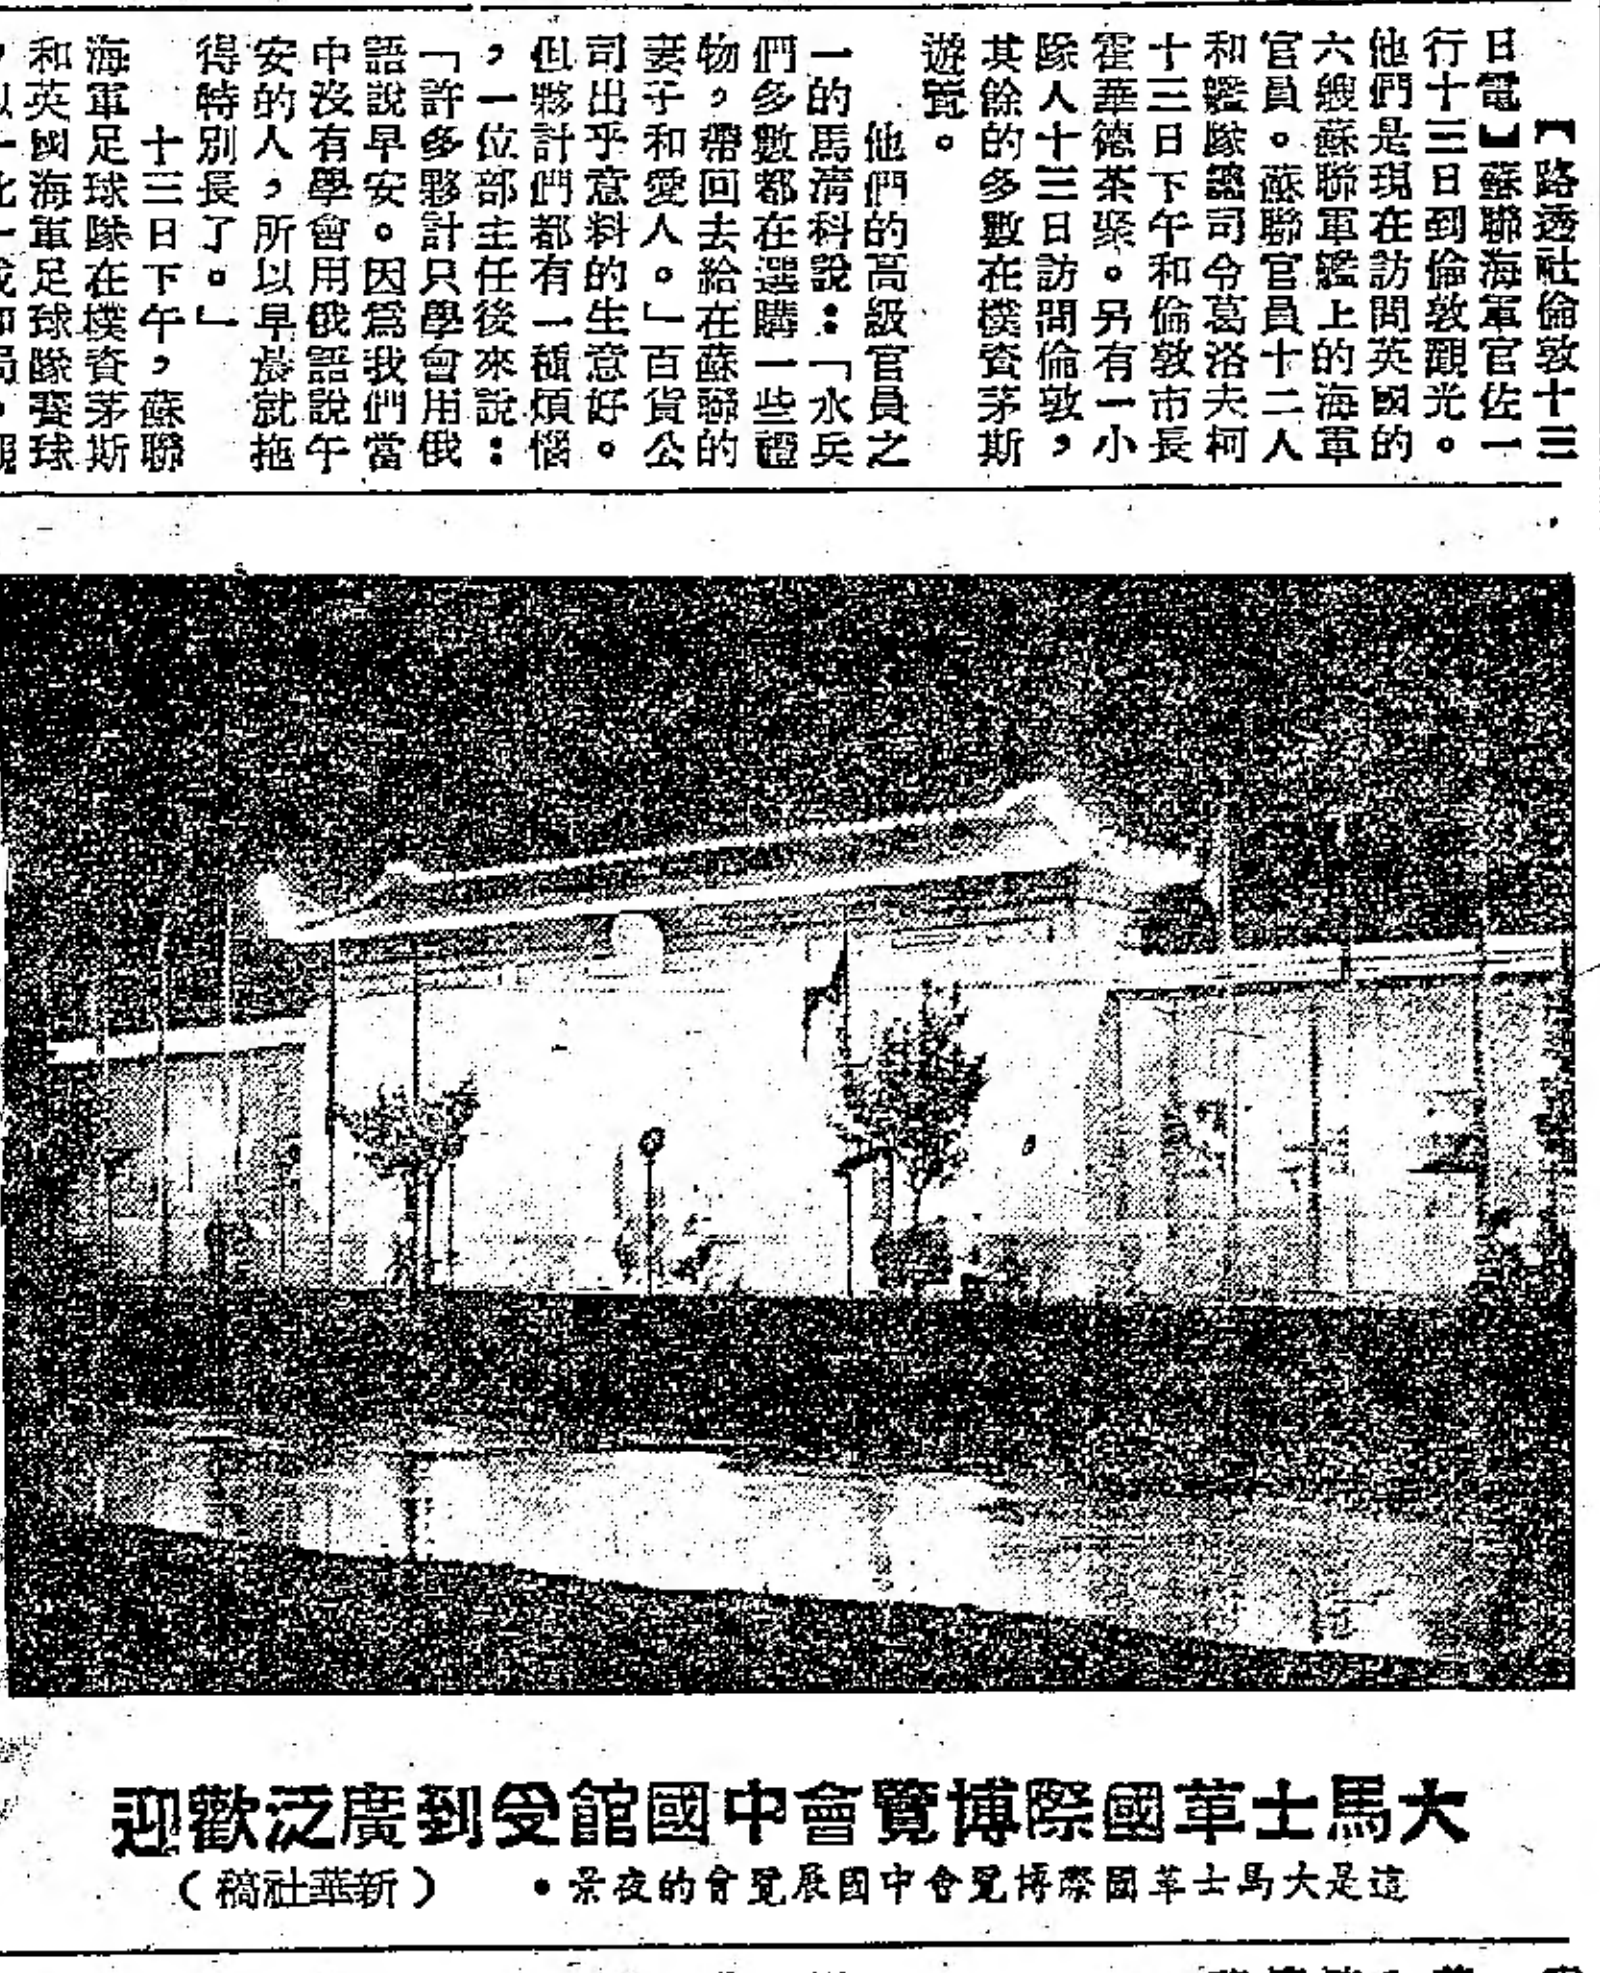 【路透社倫敦十三
日電】蘇聯海軍官佐一
行十三日到倫敦觀光。
他們是現在訪問英國的
六艘蘇聯軍艦上的海軍
官員。蘇聯官員十二人
和艦隊總司令葛洛夫柯
十三日下午和倫敦市長
霍華德茶聚。另有一小
隊人十三日訪問倫敦，
其餘的多數在樸資茅斯
遊覽。
他們的高級官員之
一的馬清科說：「水兵
們多數都在選購一些禮
物，帶回去給在蘇聯的
妻子和愛人。」百貨公
司出乎意料的生意好。
但夥計們都有一種煩惱
，一位部主任後來說：
「許多夥計只學會用俄
語說早安。因爲我們當
中沒有學會用俄語說午
安的人，所以早晨就拖
得特別長了。」
十三日下午，蘇聯
海軍足球隊在樸資茅斯
和英國海軍足球隊賽球
大馬士革國際博覽會中國館受到廣泛歡迎
這是大馬士革國際博覽會中國展覽會的夜景。
（新華社稿）